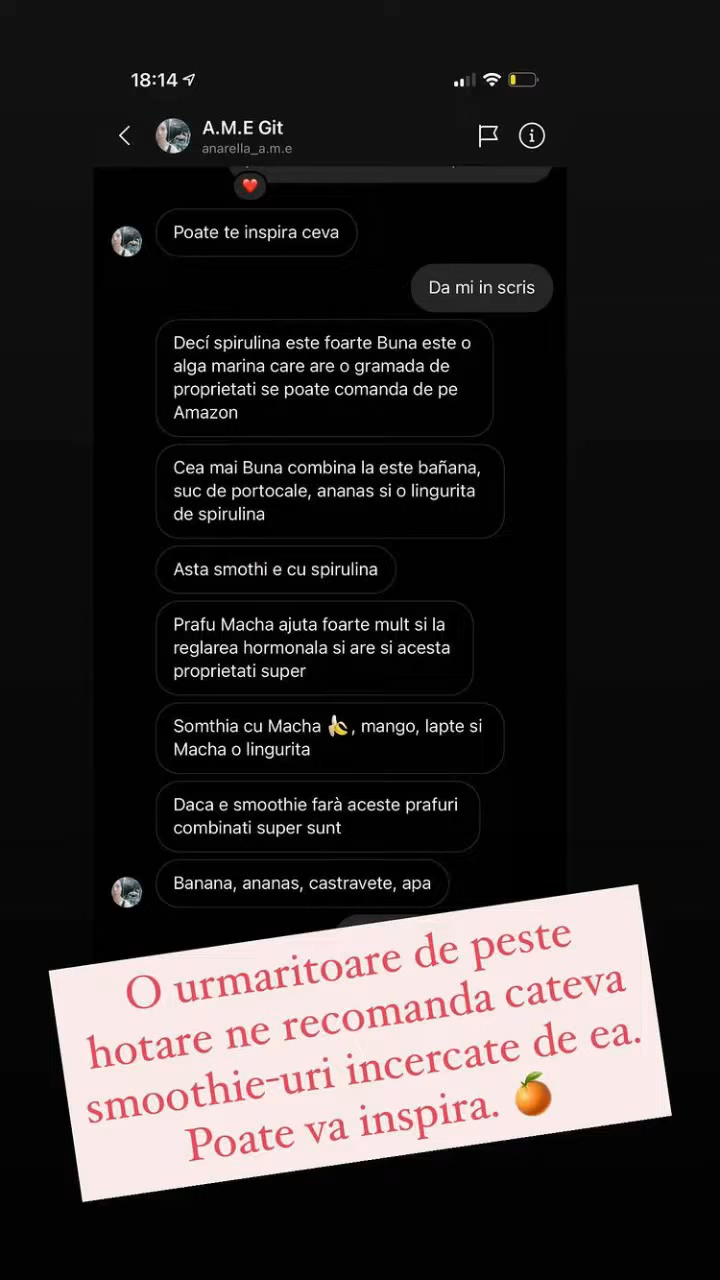 18:14
A.M.E Git
anarella_a.m.e
Poate te inspira ceva
Da mi in scris
Decí spirulina este foarte Buna este o
alga marina care are o gramada de
proprietati se poate comanda de pe
Amazon
Cea mai Buna combina la este bañana,
suc de portocale, ananas si o lingurita
de spirulina
Asta smothi e cu spirulina
Prafu Macha ajuta foarte mult si la
reglarea hormonala si are si acesta
proprietati super
Somthia cu Macha 🍌, mango, lapte si
Macha o lingurita
Daca e smoothie farà aceste prafuri
combinati super sunt
Banana, ananas, castravete, apa
O urmaritoare de peste
hotare ne recomanda cateva
smoothie-uri incercate de ea.
Poate va inspira. 🍊